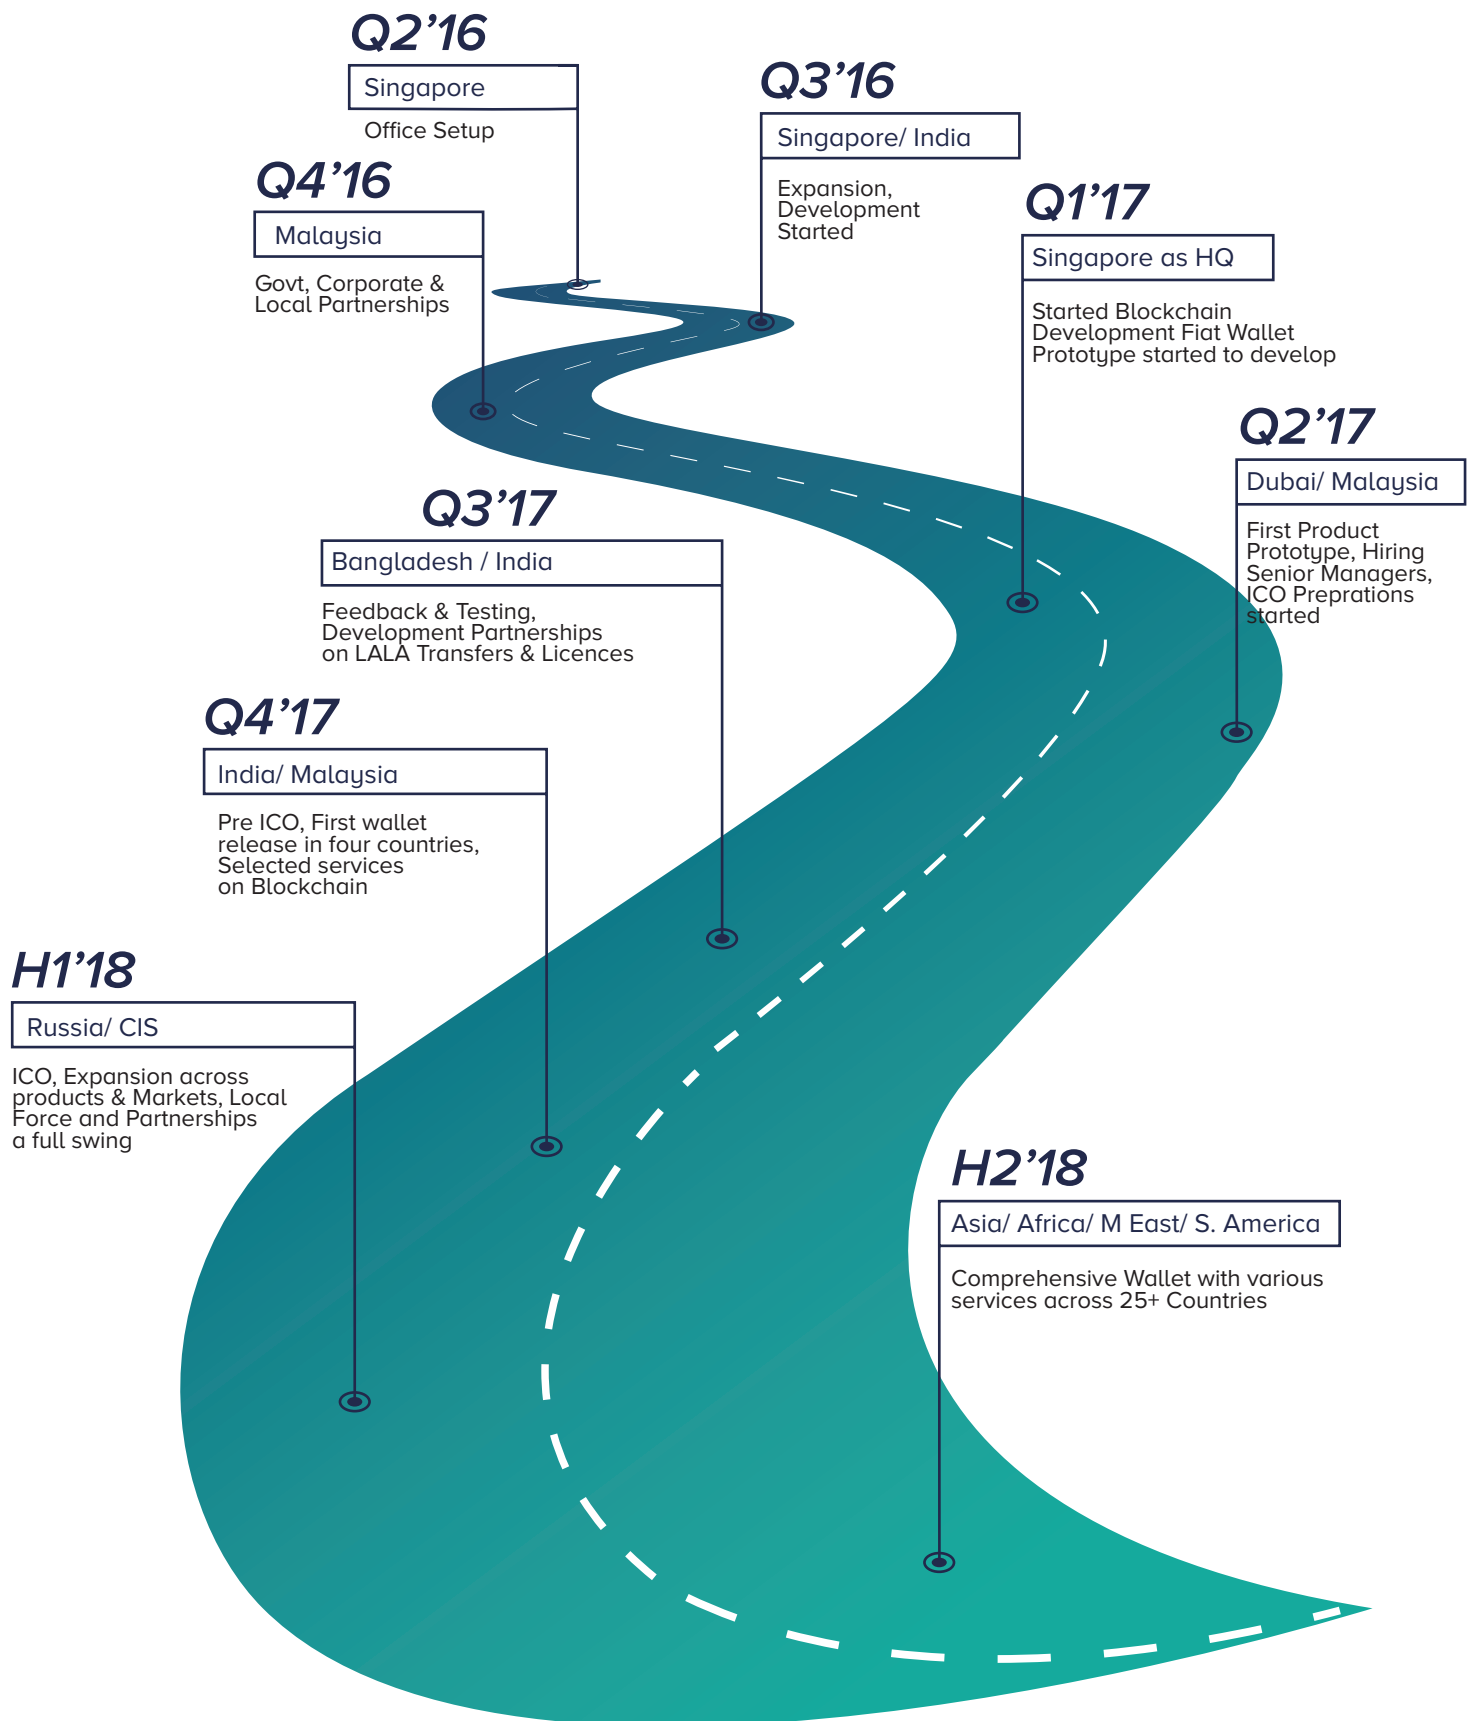 Q2’16
Singapore
Office Setup
Q3’16
Singapore/ India
Expansion,
Development
Started
Q4’16
Malaysia
Govt, Corporate &
Local Partnerships
Q1’17
Singapore as HQ
Started Blockchain
Development Fiat Wallet
Prototype started to develop
Q2’17
Dubai/ Malaysia
First Product
Prototype, Hiring
Senior Managers,
ICO Preprations
started
Q3’17
Bangladesh / India
Feedback & Testing,
Development Partnerships
on LALA Transfers & Licences
Q4’17
India/ Malaysia
Pre ICO, First wallet
release in four countries,
Selected services
on Blockchain
H1’18
Russia/ CIS
ICO, Expansion across
products & Markets, Local
Force and Partnerships
a full swing
H2’18
Asia/ Africa/ M East/ S. America
Comprehensive Wallet with various
services across 25+ Countries